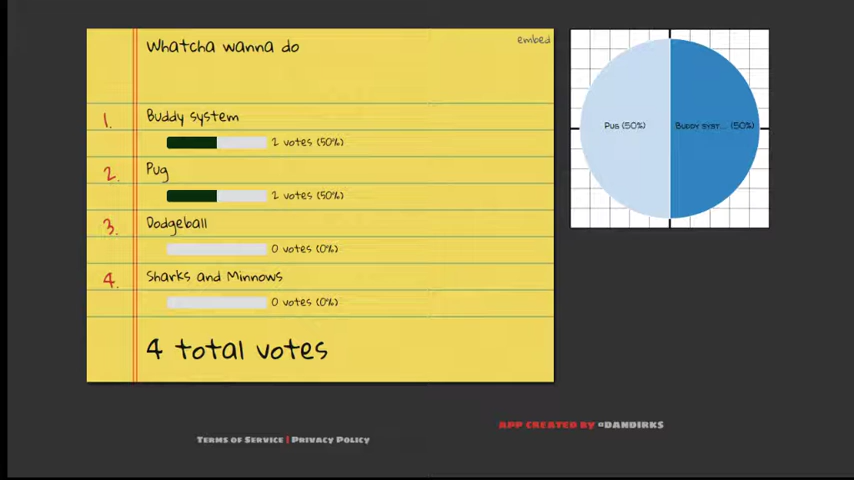 Whatcha wanna do
embed
1. Buddy system
2 votes (50%)
2. Pug
2 votes (50%)
3. Dodgeball
0 votes (0%)
4. Sharks and Minnows
0 votes (0%)
4 total votes
Pug (50%)
Buddy syst... (50%)
App created by @dandirks
Terms of Service | Privacy Policy